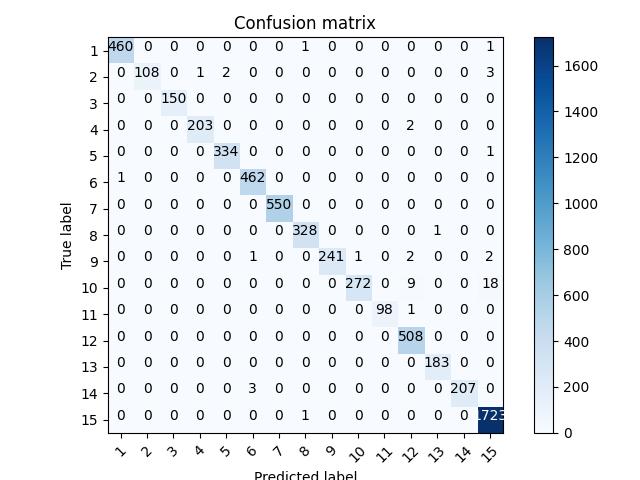 Confusion matrix
1 460 0 0 0 0 0 0 1 0 0 0 0 0 0 1
2 0 108 0 1 2 0 0 0 0 0 0 0 0 0 3
3 0 0 150 0 0 0 0 0 0 0 0 0 0 0 0
4 0 0 0 203 0 0 0 0 0 0 0 2 0 0 0
5 0 0 0 0 334 0 0 0 0 0 0 0 0 0 1
6 1 0 0 0 0 462 0 0 0 0 0 0 0 0 0
7 0 0 0 0 0 0 550 0 0 0 0 0 0 0 0
8 0 0 0 0 0 0 0 328 0 0 0 0 1 0 0
9 0 0 0 0 0 1 0 0 241 1 0 2 0 0 2
10 0 0 0 0 0 0 0 0 0 272 0 9 0 0 18
11 0 0 0 0 0 0 0 0 0 0 98 1 0 0 0
12 0 0 0 0 0 0 0 0 0 0 0 508 0 0 0
13 0 0 0 0 0 0 0 0 0 0 0 0 183 0 0
14 0 0 0 0 0 3 0 0 0 0 0 0 0 207 0
15 0 0 0 0 0 0 0 1 0 0 0 0 0 0 1723
1 2 3 4 5 6 7 8 9 10 11 12 13 14 15
True label
Predicted label
1600
1400
1200
1000
800
600
400
200
0